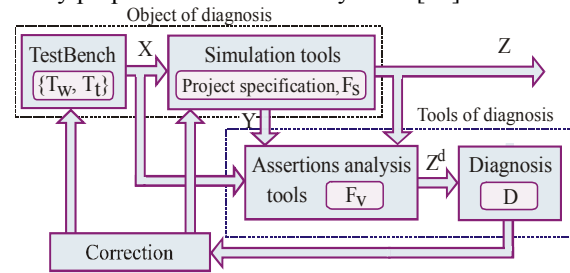 Object of diagnosis
TestBench
{Tw, Tt}
X
Simulation tools
Project specification, Fs
Z
Y
Tools of diagnosis
Assertions analysis
tools Fv
Zd
Diagnosis
D
Correction